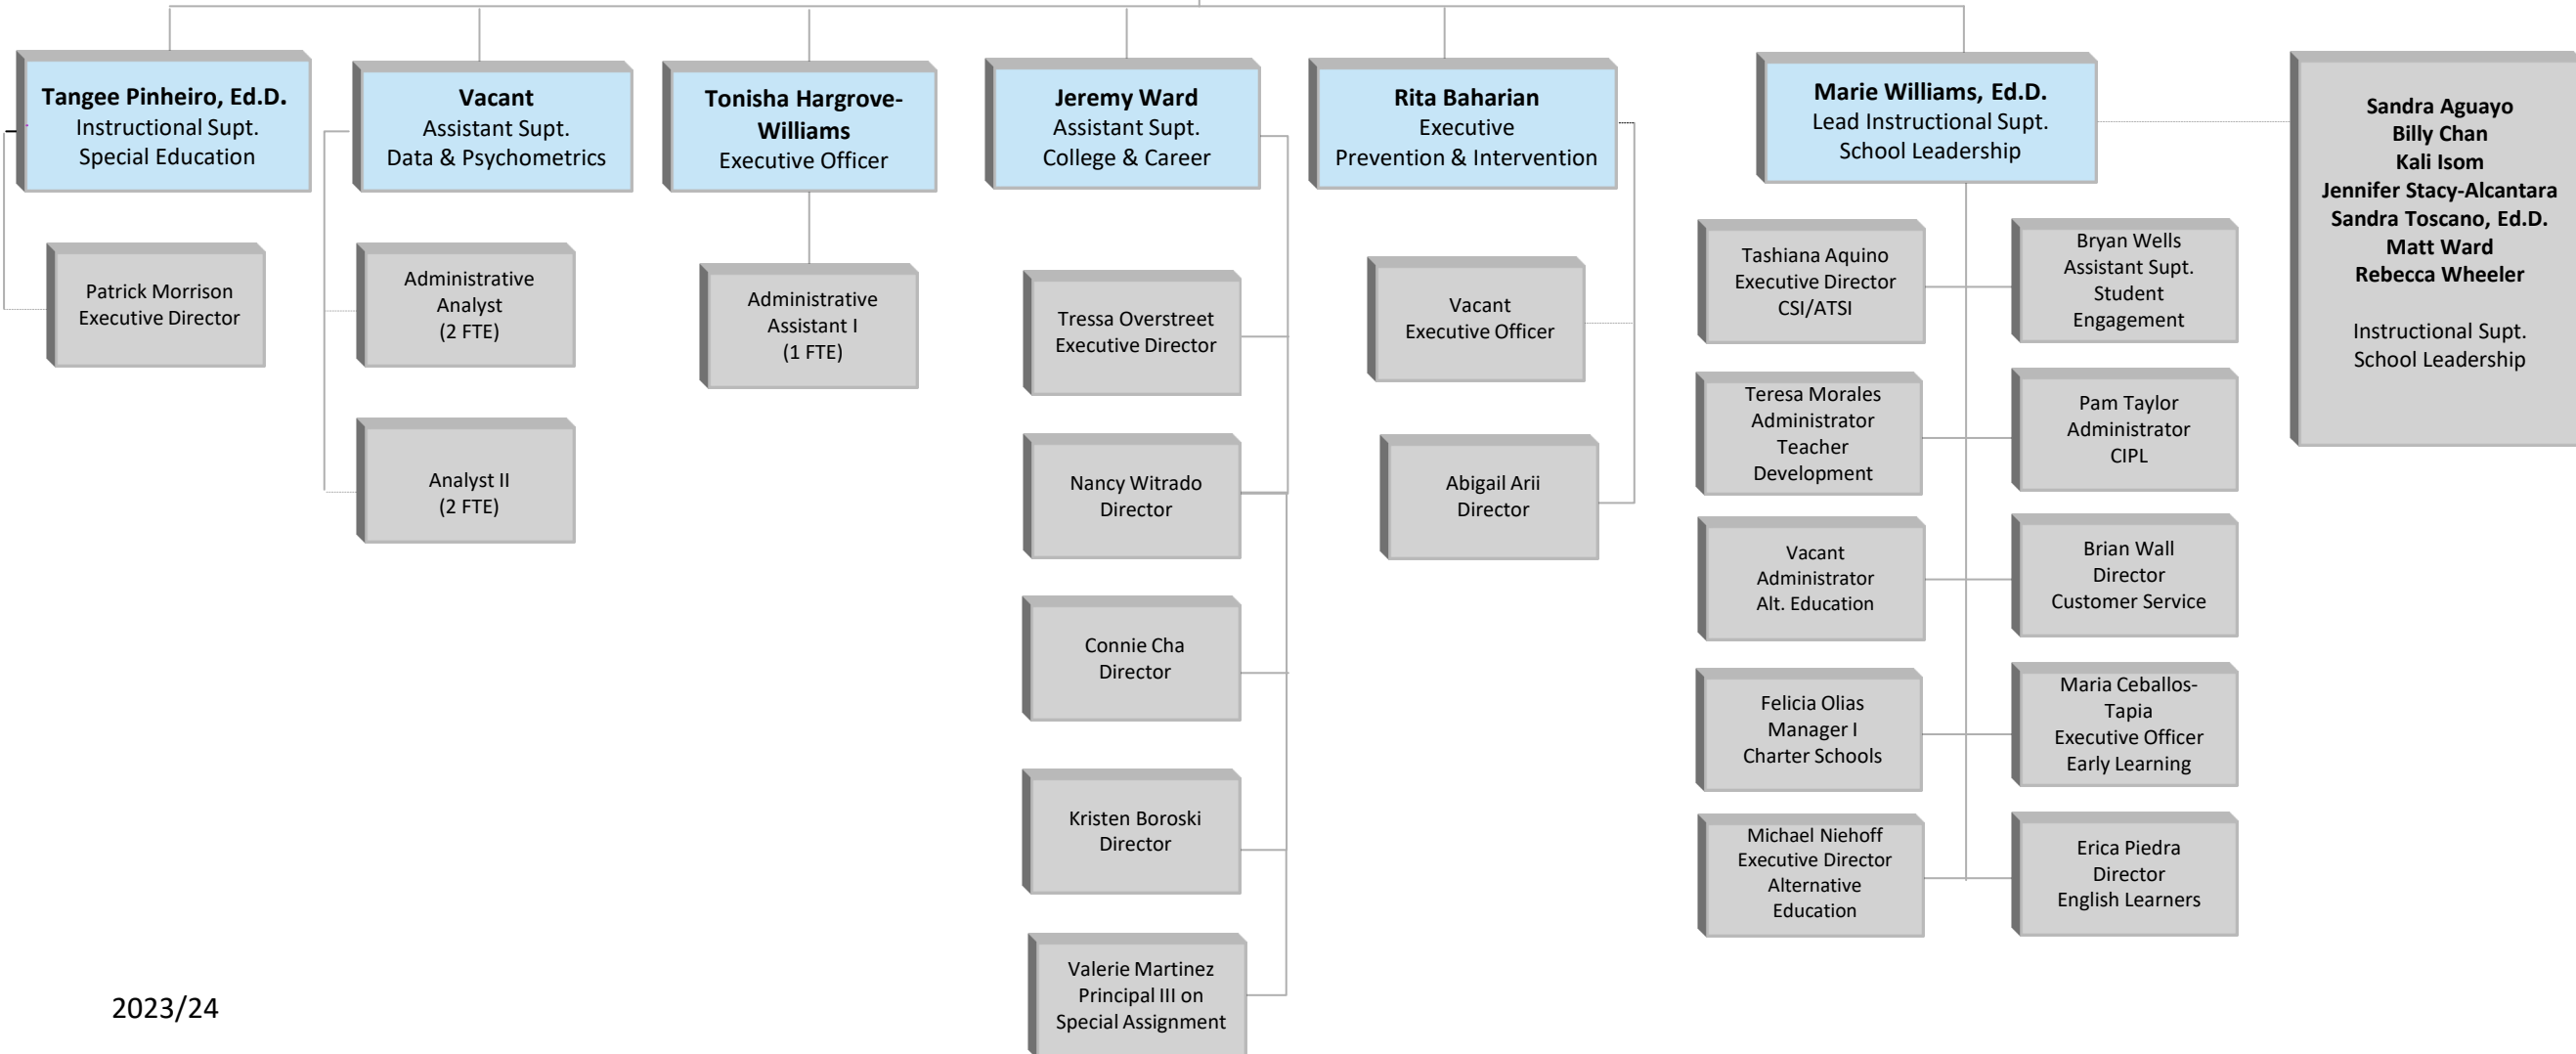 Tangee Pinheiro, Ed.D.
Instructional Supt.
Special Education
Patrick Morrison
Executive Director
Vacant
Assistant Supt.
Data & Psychometrics
Administrative
Analyst
(2 FTE)
Analyst II
(2 FTE)
Tonisha Hargrove-
Williams
Executive Officer
Administrative
Assistant I
(1 FTE)
Jeremy Ward
Assistant Supt.
College & Career
Tressa Overstreet
Executive Director
Nancy Witrado
Director
Connie Cha
Director
Kristen Boroski
Director
Valerie Martinez
Principal III on
Special Assignment
Rita Baharian
Executive
Prevention & Intervention
Vacant
Executive Officer
Abigail Arii
Director
Marie Williams, Ed.D.
Lead Instructional Supt.
School Leadership
Tashiana Aquino
Executive Director
CSI/ATSI
Bryan Wells
Assistant Supt.
Student
Engagement
Teresa Morales
Administrator
Teacher
Development
Pam Taylor
Administrator
CIPL
Vacant
Administrator
Alt. Education
Brian Wall
Director
Customer Service
Felicia Olias
Manager I
Charter Schools
Maria Ceballos-
Tapia
Executive Officer
Early Learning
Michael Niehoff
Executive Director
Alternative
Education
Erica Piedra
Director
English Learners
Sandra Aguayo
Billy Chan
Kali Isom
Jennifer Stacy-Alcantara
Sandra Toscano, Ed.D.
Matt Ward
Rebecca Wheeler
Instructional Supt.
School Leadership
2023/24